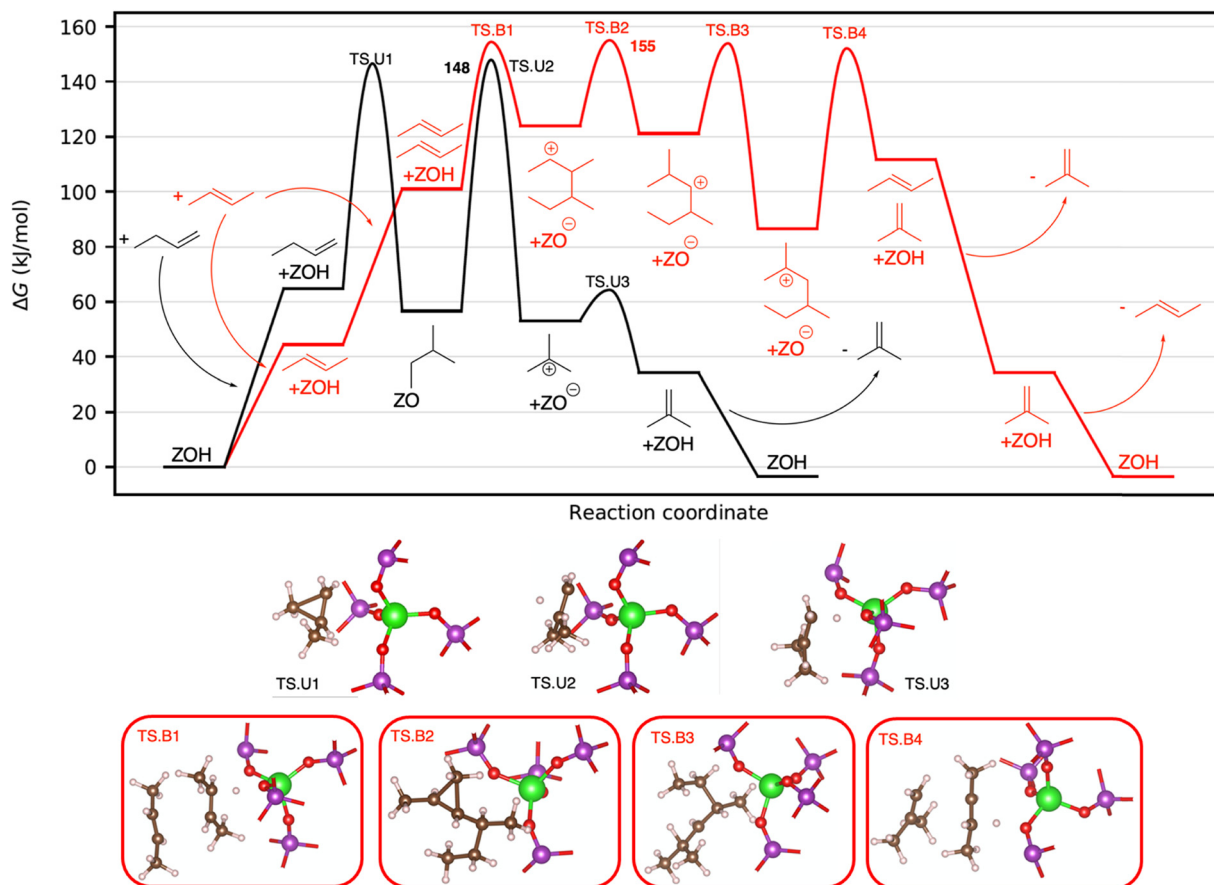 160
140
120
100
80
60
40
20
0
ΔG (kJ/mol)
TS.U1
TS.B1
148
TS.U2
TS.B2
155
TS.B3
TS.B4
+ZOH
+
+
+ZOH
+ZOH
ZOH
ZO
⊕
+ZO⊖
⊕
+ZO⊖
⊕
+ZO⊖
TS.U3
⊕
+ZO⊖
+ZOH
-
ZOH
+ZOH
-
-
+ZOH
ZOH
Reaction coordinate
TS.U1
TS.U2
TS.U3
TS.B1
TS.B2
TS.B3
TS.B4